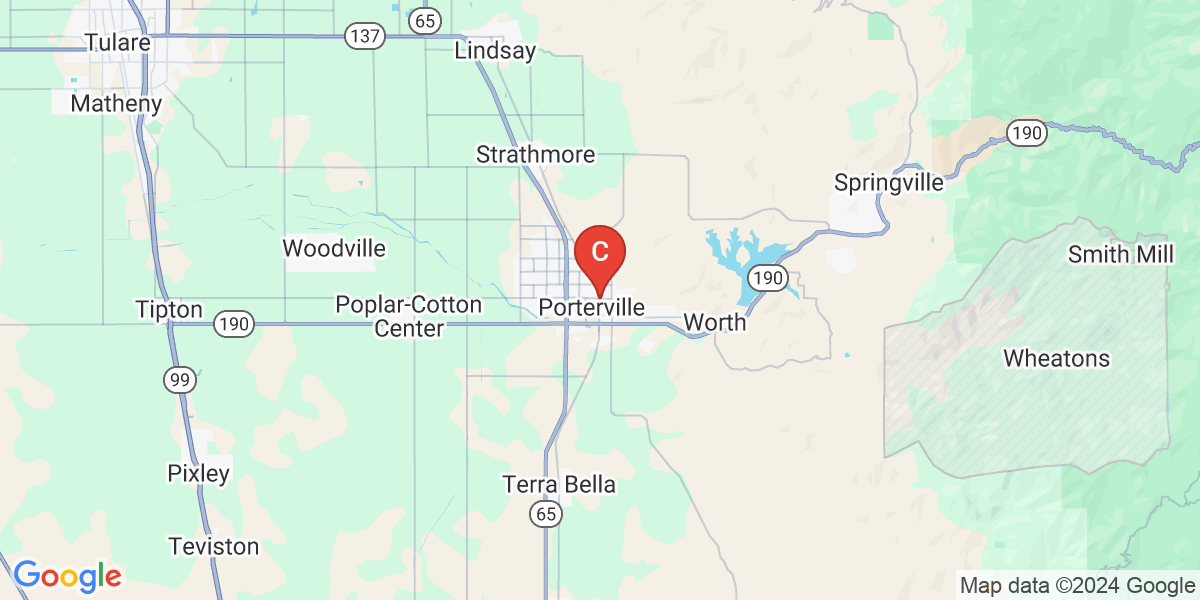 65
137
Tulare
Lindsay
Matheny
190
Strathmore
Springville
C
Woodville
Smith Mill
190
Poplar-Cotton
Center
Tipton
Porterville
190
Worth
Wheatons
99
Pixley
Terra Bella
65
Teviston
Google
Map data ©2024 Google